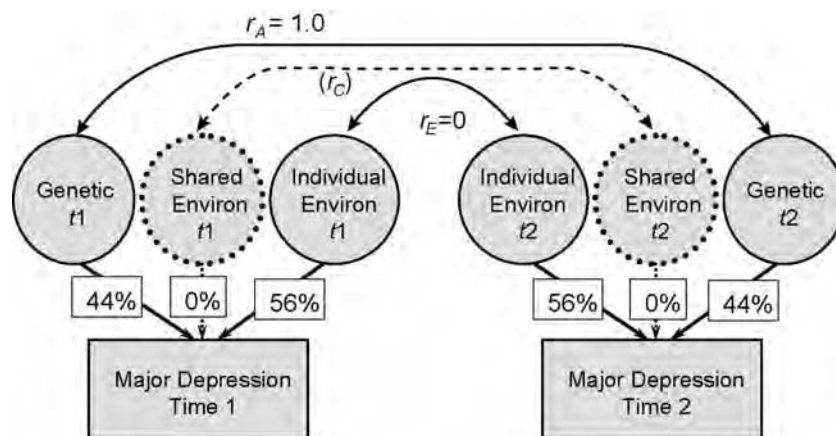 r_A = 1.0
(r_C)
r_E=0
Genetic
t1
Shared
Environ
t1
Individual
Environ
t1
Individual
Environ
t2
Shared
Environ
t2
Genetic
t2
44%
0%
56%
56%
0%
44%
Major Depression
Time 1
Major Depression
Time 2